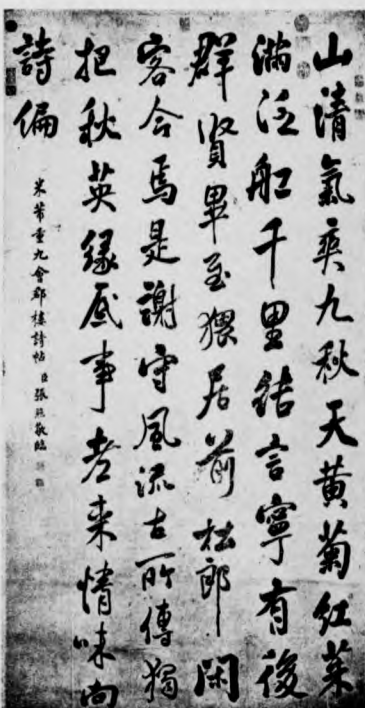 山清氣爽九秋天黄菊紅茱
滿泛船千里結言寧有後
群賢畢至猥居前杜郎閑
客今焉是謝守風流古所傳獨
把秋英緣底事老來情味向
詩偏
米芾重九會郡樓詩帖 臣張照敬臨